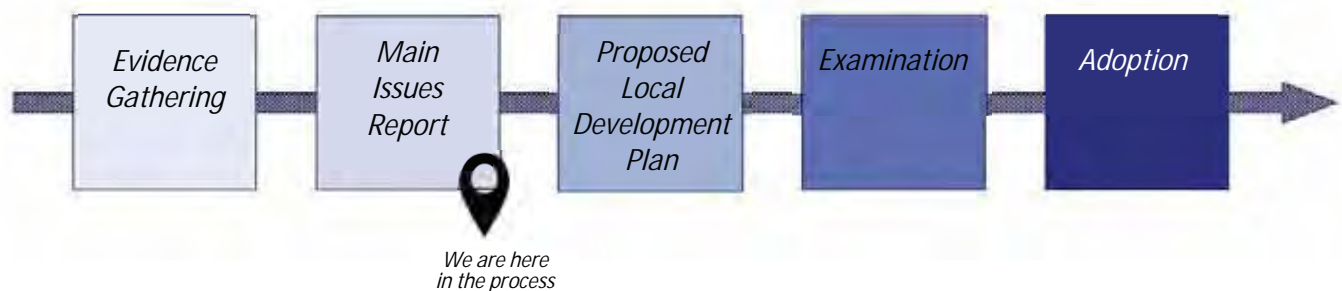 Evidence
Gathering
Main
Issues
Report
Proposed
Local
Development
Plan
Examination
Adoption
We are here
in the process